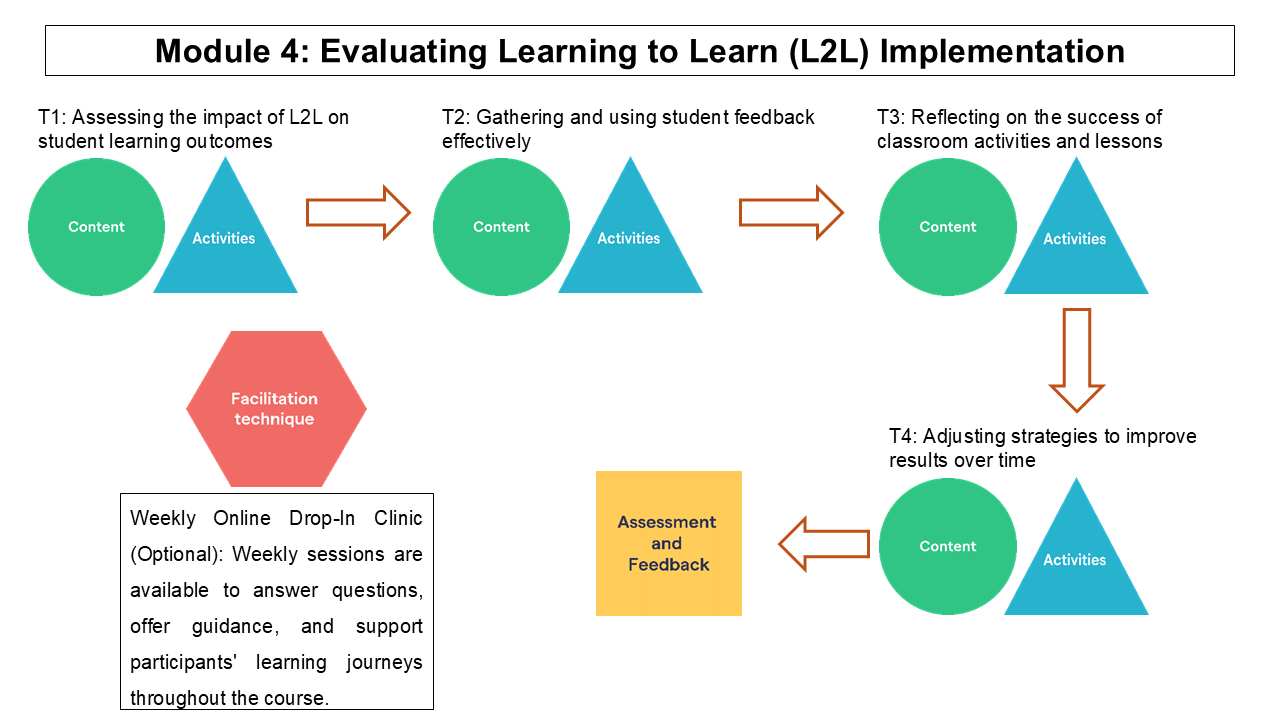 Module 4: Evaluating Learning to Learn (L2L) Implementation
T1: Assessing the impact of L2L on
student learning outcomes
Content
Activities
T2: Gathering and using student feedback
effectively
Content
Activities
T3: Reflecting on the success of
classroom activities and lessons
Content
Activities
T4: Adjusting strategies to improve
results over time
Content
Activities
Assessment
and
Feedback
Facilitation
technique
Weekly Online Drop-In Clinic
(Optional): Weekly sessions are
available to answer questions,
offer guidance, and support
participants' learning journeys
throughout the course.